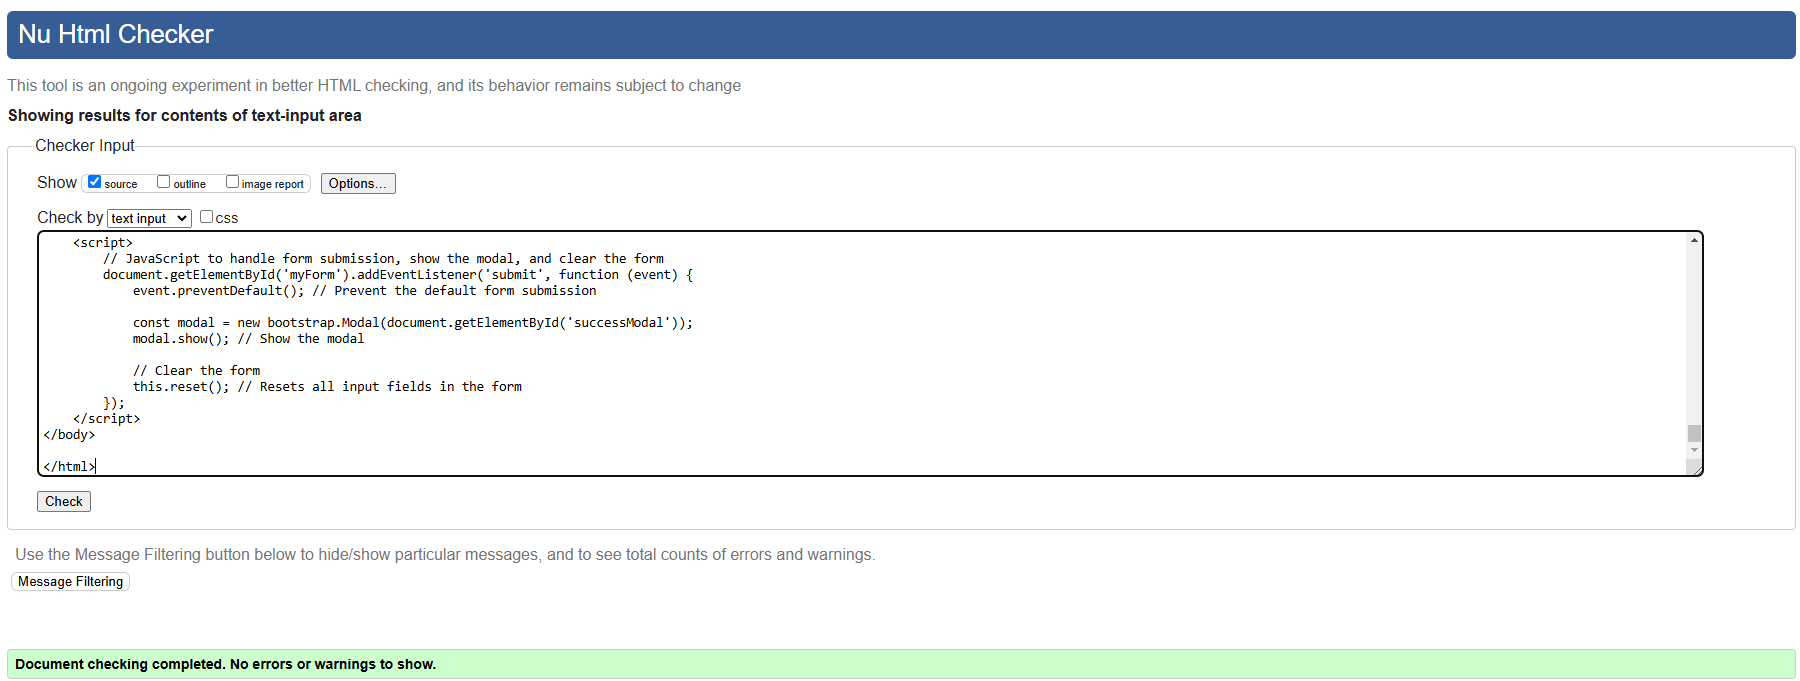 Nu Html Checker
This tool is an ongoing experiment in better HTML checking, and its behavior remains subject to change
Showing results for contents of text-input area
Checker Input
Show source outline image report Options...
Check by text input css
<script>
// JavaScript to handle form submission, show the modal, and clear the form
document.getElementById('myForm').addEventListener('submit', function (event) {
event.preventDefault(); // Prevent the default form submission
const modal = new bootstrap.Modal(document.getElementById('successModal'));
modal.show(); // Show the modal
// Clear the form
this.reset(); // Resets all input fields in the form
});
</script>
</body>
</html>
Check
Use the Message Filtering button below to hide/show particular messages, and to see total counts of errors and warnings.
Message Filtering
Document checking completed. No errors or warnings to show.